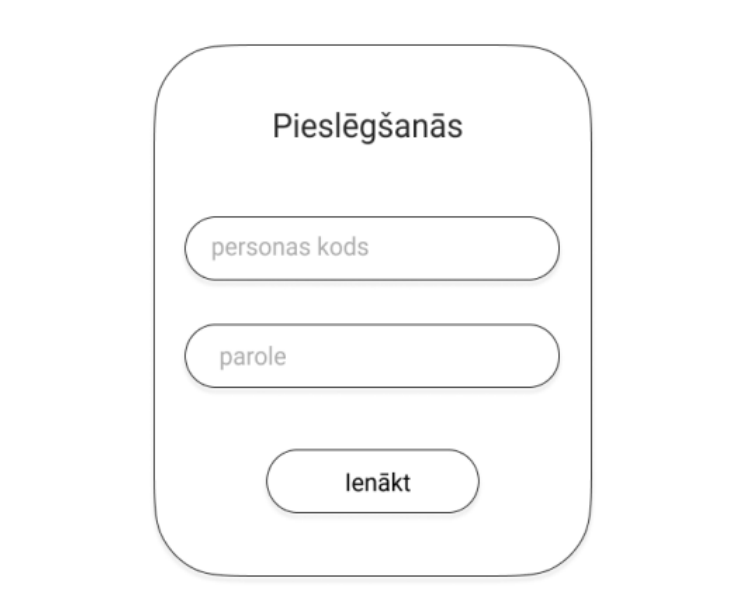 Pieslēgšanās
personas kods
parole
Ienākt